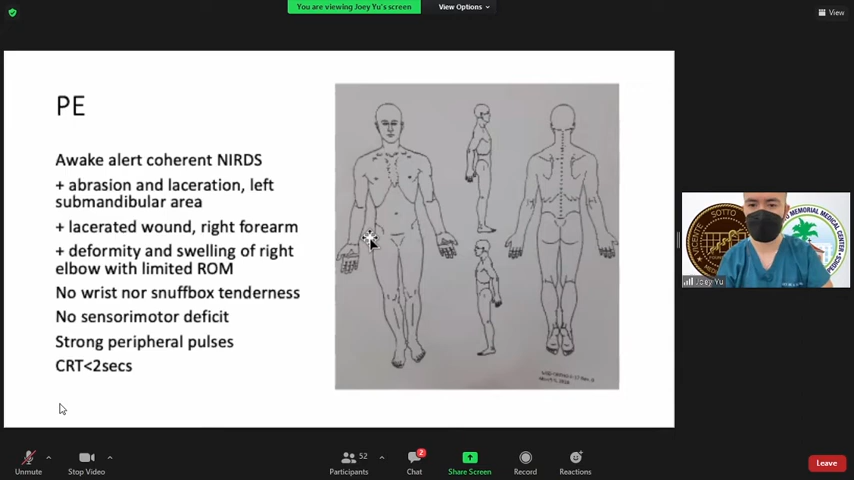 You are viewing Joey Yu's screen
View Options
View
PE
Awake alert coherent NIRDS
+ abrasion and laceration, left
submandibular area
+ lacerated wound, right forearm
+ deformity and swelling of right
elbow with limited ROM
No wrist nor snuffbox tenderness
No sensorimotor deficit
Strong peripheral pulses
CRT<2secs
SOTTO
MEMORIAL MEDICAL
Joey Yu
Unmute
Stop Video
52
Participants
2
Chat
Share Screen
Record
Reactions
Leave